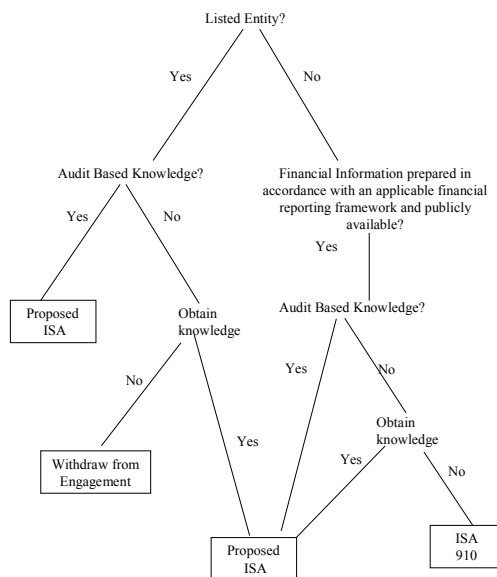 Listed Entity?
Yes
No
Audit Based Knowledge?
Financial Information prepared in
accordance with an applicable financial
reporting framework and publicly
available?
Yes
No
Yes
Proposed
ISA
Obtain
knowledge
Audit Based Knowledge?
No
Yes
No
Withdraw from
Engagement
Yes
Obtain
knowledge
Yes
No
Proposed
ISA
ISA
910